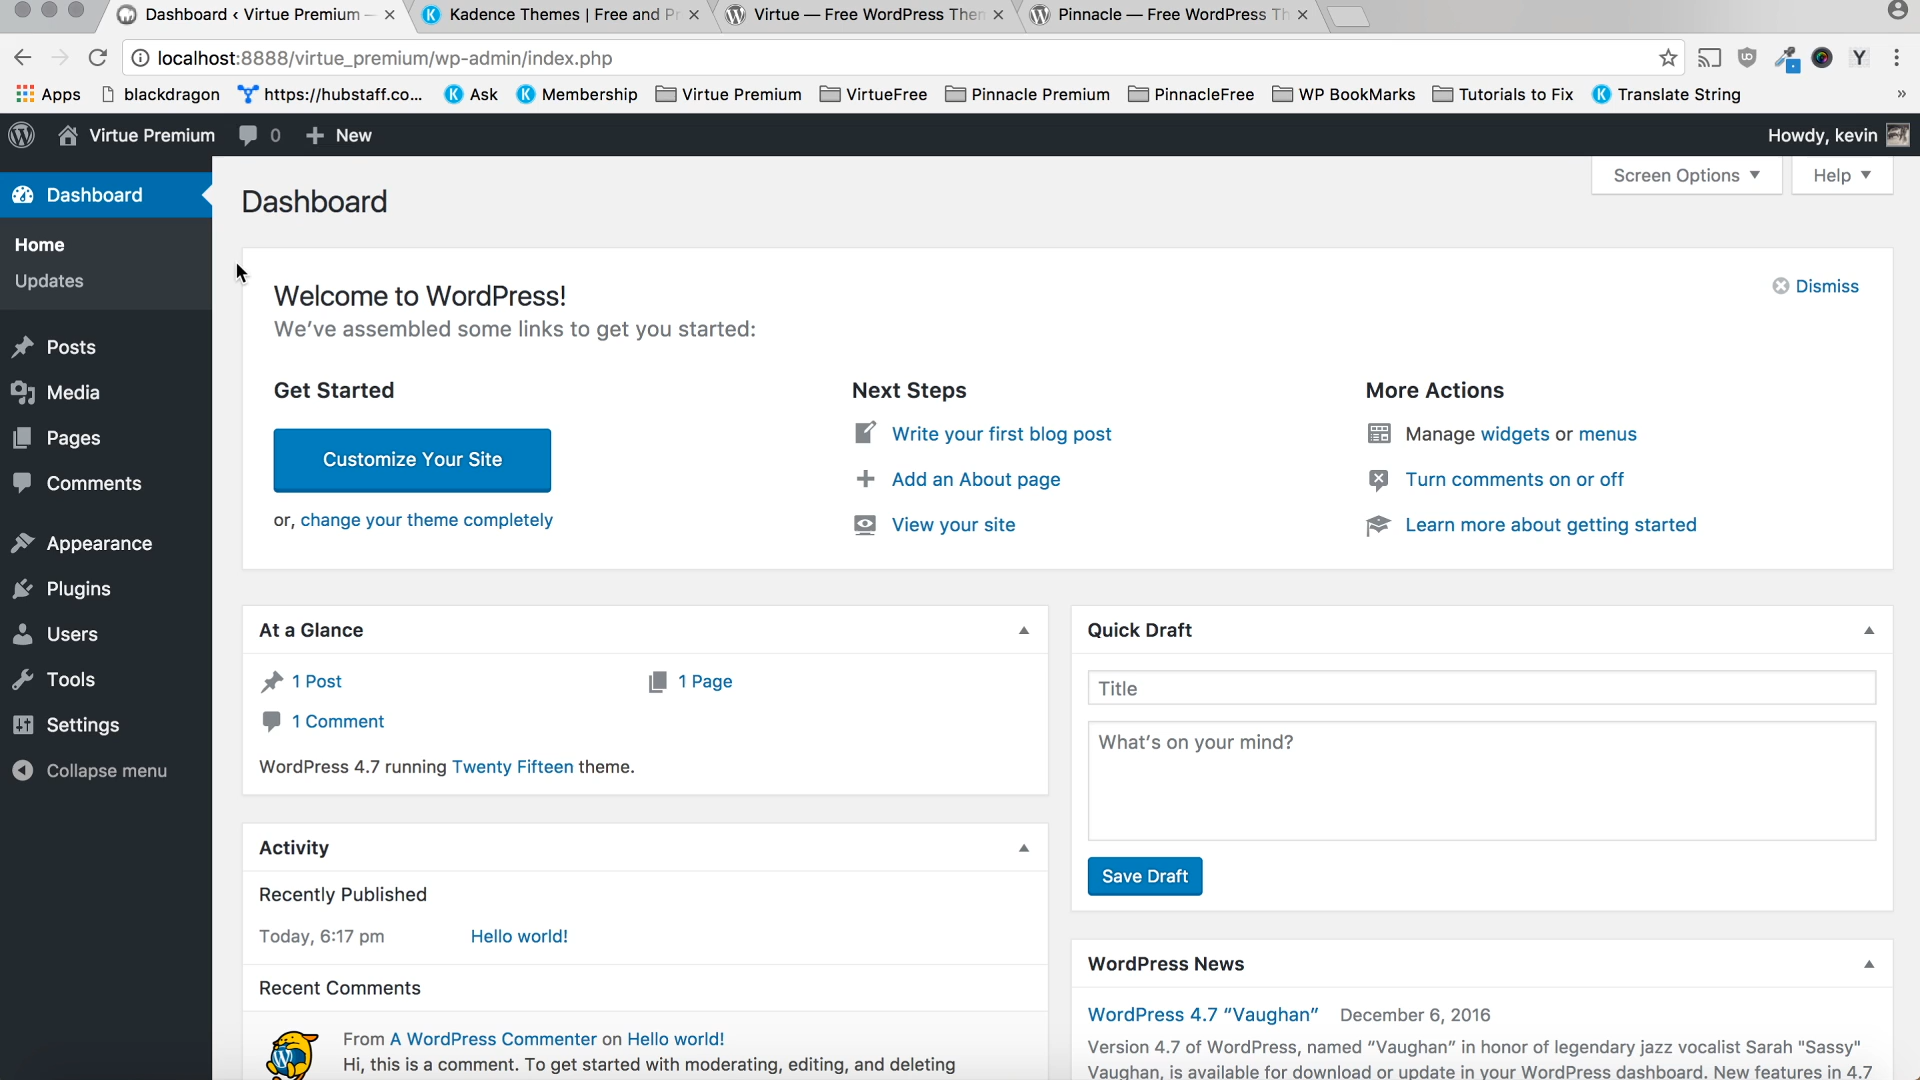 Dashboard ‹ Virtue Premium —
Kadence Themes | Free and Pr
Virtue — Free WordPress Them
Pinnacle — Free WordPress Th
localhost:8888/virtue_premium/wp-admin/index.php
Apps
blackdragon
https://hubstaff.co...
Ask
Membership
Virtue Premium
VirtueFree
Pinnacle Premium
PinnacleFree
WP BookMarks
Tutorials to Fix
Translate String
»
Virtue Premium
0
New
Howdy, kevin
Dashboard
Home
Updates
Posts
Media
Pages
Comments
Appearance
Plugins
Users
Tools
Settings
Collapse menu
Screen Options
Help
Dashboard
Welcome to WordPress!
We've assembled some links to get you started:
Dismiss
Get Started
Customize Your Site
or, change your theme completely
Next Steps
Write your first blog post
Add an About page
View your site
More Actions
Manage widgets or menus
Turn comments on or off
Learn more about getting started
At a Glance
1 Post
1 Page
1 Comment
WordPress 4.7 running Twenty Fifteen theme.
Activity
Recently Published
Today, 6:17 pm
Hello world!
Recent Comments
From A WordPress Commenter on Hello world!
Hi, this is a comment. To get started with moderating, editing, and deleting
Quick Draft
Title
What's on your mind?
Save Draft
WordPress News
WordPress 4.7 “Vaughan”
December 6, 2016
Version 4.7 of WordPress, named “Vaughan” in honor of legendary jazz vocalist Sarah "Sassy"
Vaughan, is available for download or update in your WordPress dashboard. New features in 4.7